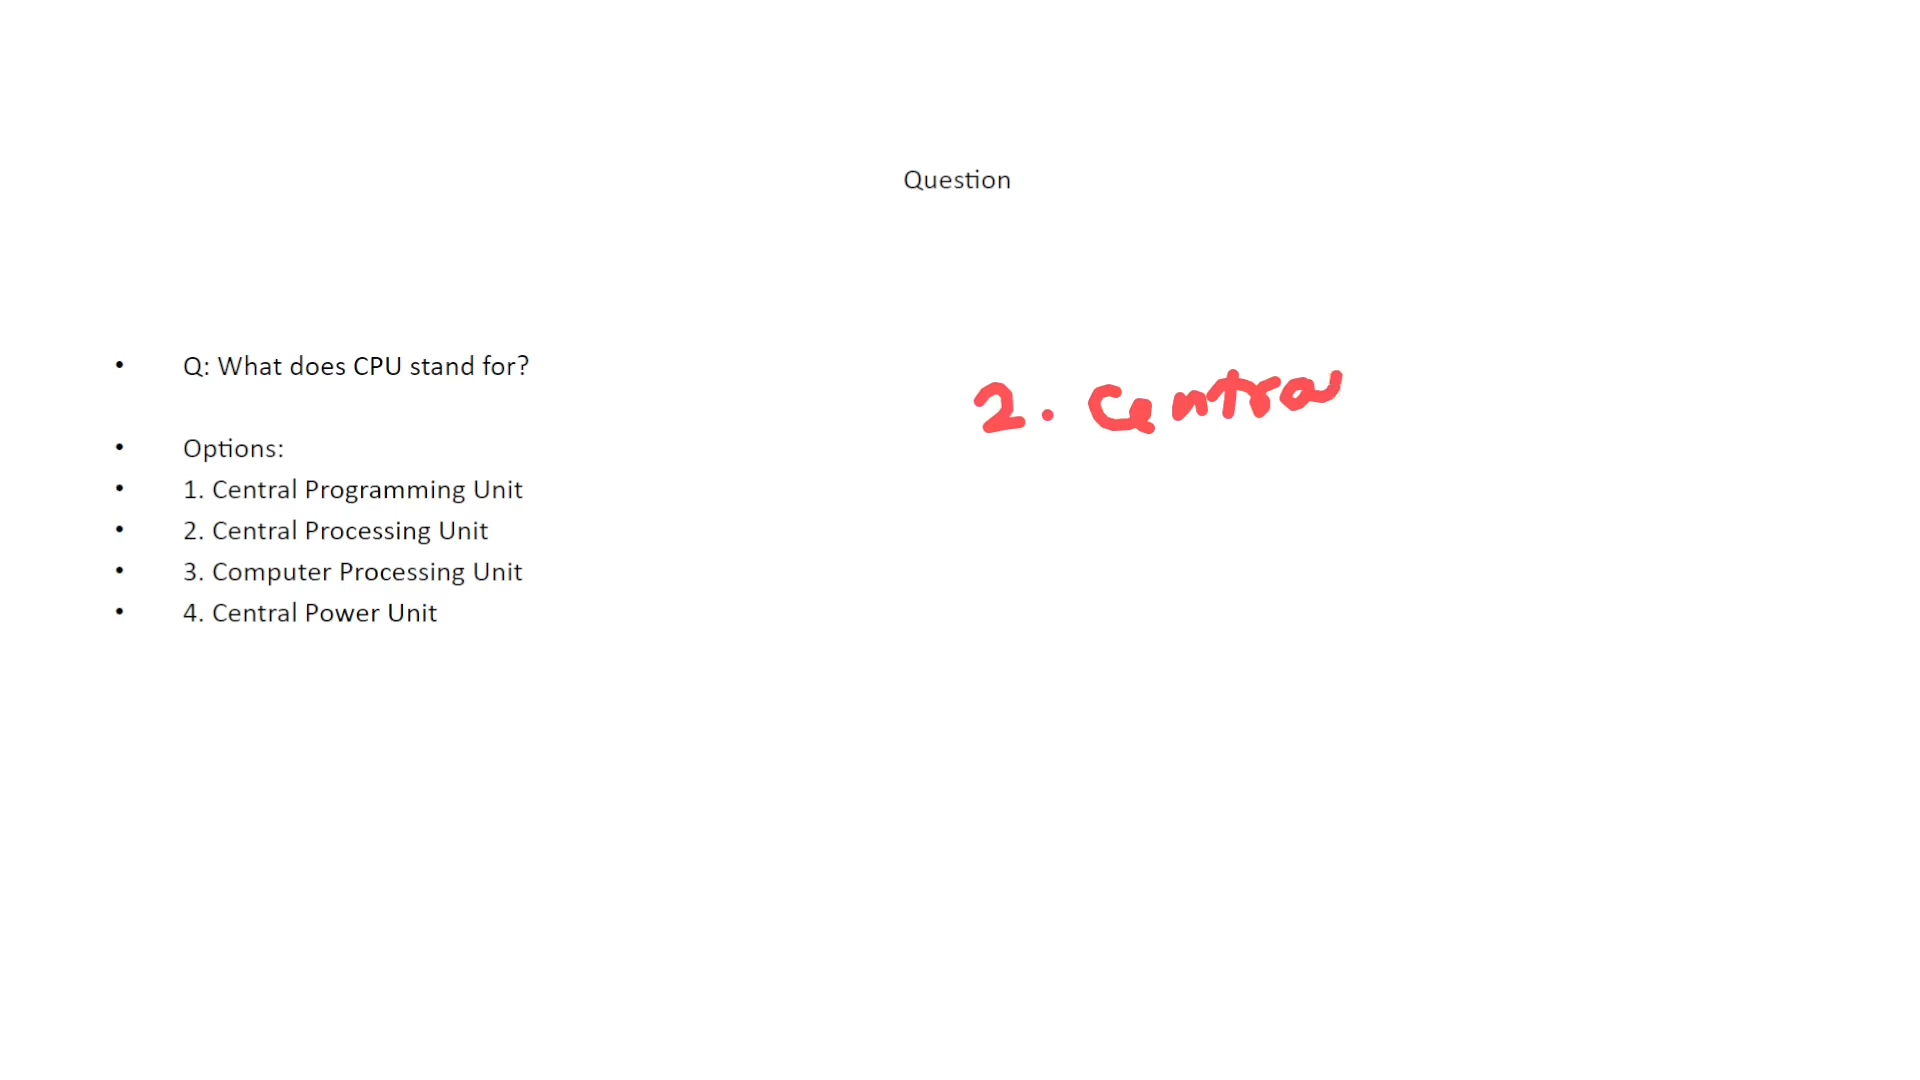 Question
• Q: What does CPU stand for?
• Options:
• 1. Central Programming Unit
• 2. Central Processing Unit
• 3. Computer Processing Unit
• 4. Central Power Unit
2. Centra